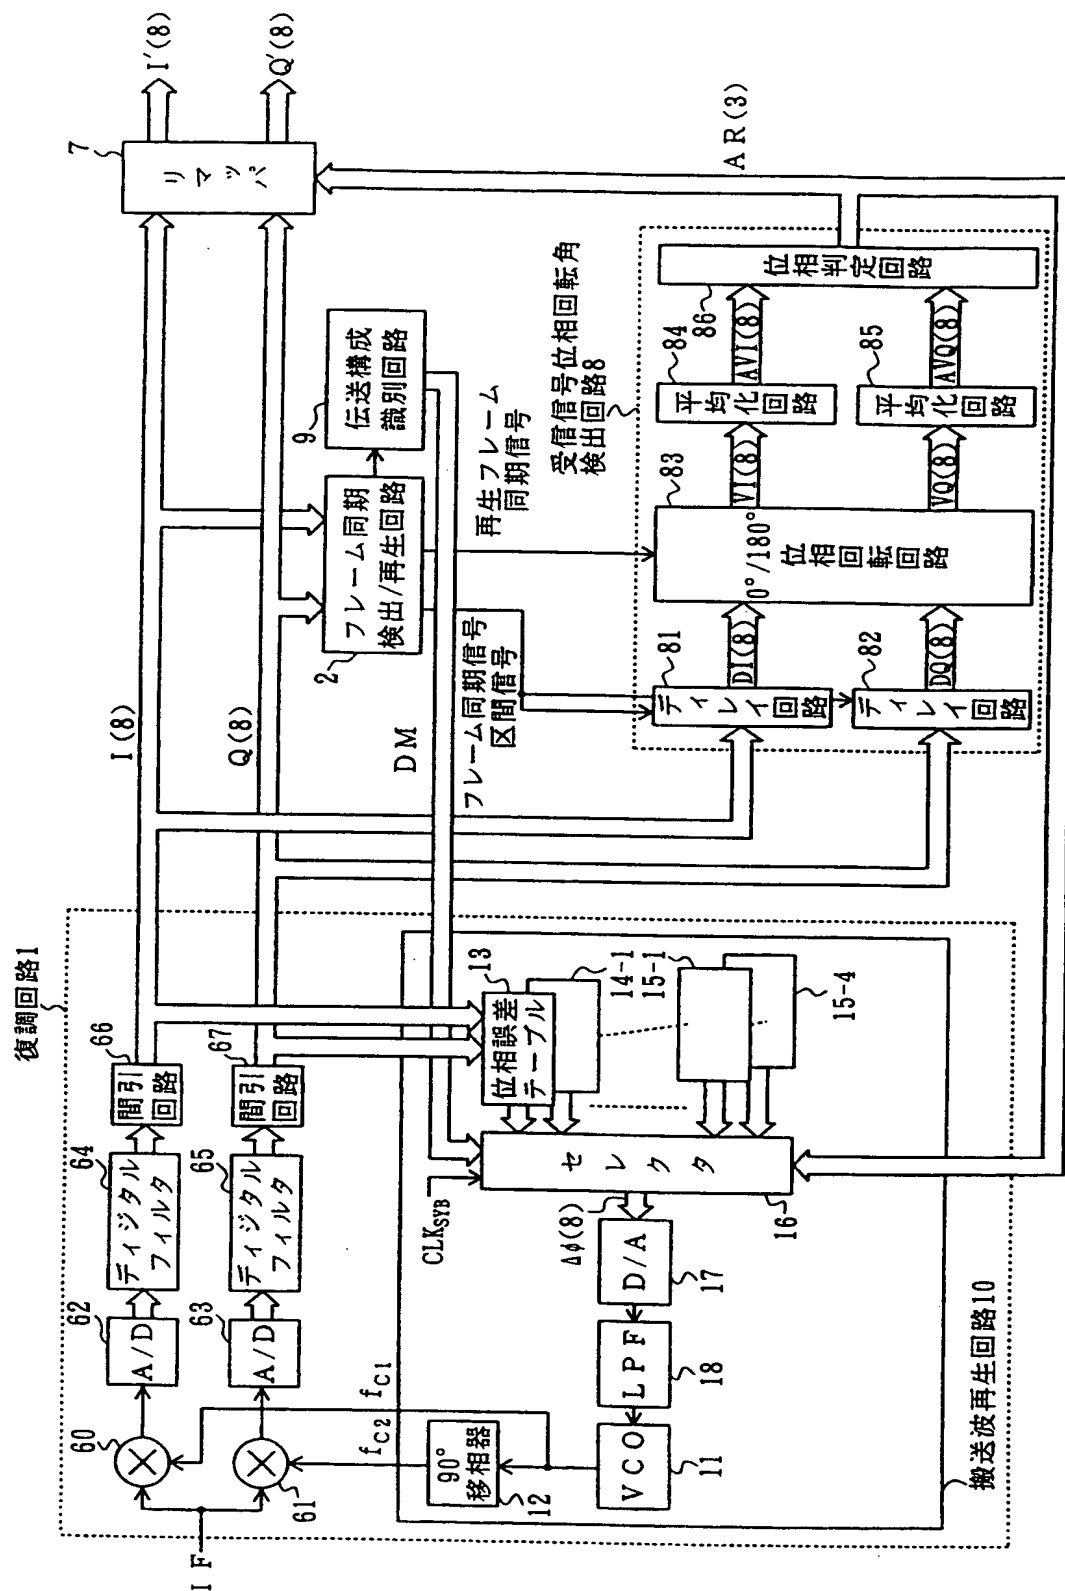 復調回路1
IF
60
61
62
A/D
63
A/D
64
ディジタル
フィルタ
65
ディジタル
フィルタ
66
間引
回路
67
間引
回路
I(8)
Q(8)
7
リマッパ
I'(8)
Q'(8)
fC1
fC2
90°
移相器
12
VCO
11
LPF
18
D/A
17
Δφ(8)
CLKSYB
セレクタ
16
13
位相誤差
テーブル
14-1
15-1
15-4
搬送波再生回路10
DM
2
フレーム同期
検出/再生回路
9
伝送構成
識別回路
再生フレーム
同期信号
フレーム同期信号
区間信号
受信信号位相回転角
検出回路8
81
ディレイ回路
82
ディレイ回路
DI(8)
DQ(8)
83
0°/180°
位相回転回路
VI(8)
VQ(8)
84
平均化回路
85
平均化回路
AVI(8)
AVQ(8)
86
位相判定回路
AR(3)